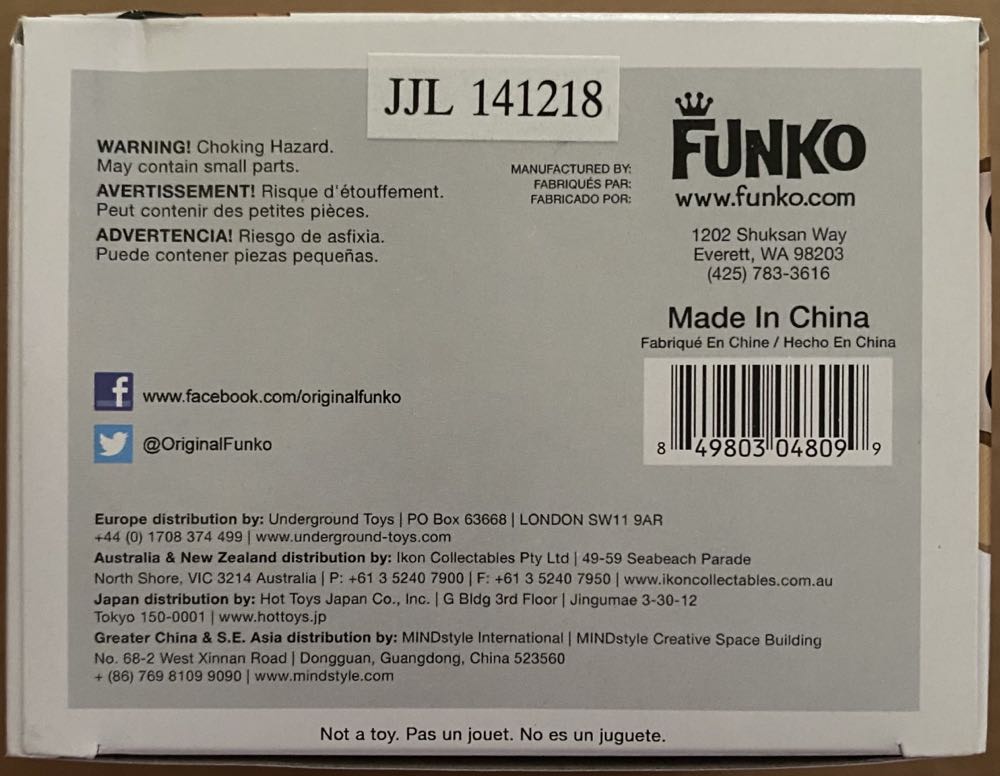 JJL 141218
WARNING! Choking Hazard.
May contain small parts.
AVERTISSEMENT! Risque d'étouffement.
Peut contenir des petites pièces.
ADVERTENCIA! Riesgo de asfixia.
Puede contener piezas pequeñas.
MANUFACTURED BY:
FABRIQUÉS PAR:
FABRICADO POR:
FUNKO
www.funko.com
1202 Shuksan Way
Everett, WA 98203
(425) 783-3616
Made In China
Fabriqué En Chine / Hecho En China
8 49803 04809 9
f www.facebook.com/originalfunko
@OriginalFunko
Europe distribution by: Underground Toys | PO Box 63668 | LONDON SW11 9AR
+44 (0) 1708 374 499 | www.underground-toys.com
Australia & New Zealand distribution by: Ikon Collectables Pty Ltd | 49-59 Seabeach Parade
North Shore, VIC 3214 Australia | P: +61 3 5240 7900 | F: +61 3 5240 7950 | www.ikoncollectables.com.au
Japan distribution by: Hot Toys Japan Co., Inc. | G Bldg 3rd Floor | Jingumae 3-30-12
Tokyo 150-0001 | www.hottoys.jp
Greater China & S.E. Asia distribution by: MINDstyle International | MINDstyle Creative Space Building
No. 68-2 West Xinnan Road | Dongguan, Guangdong, China 523560
+ (86) 769 8109 9090 | www.mindstyle.com
Not a toy. Pas un jouet. No es un juguete.